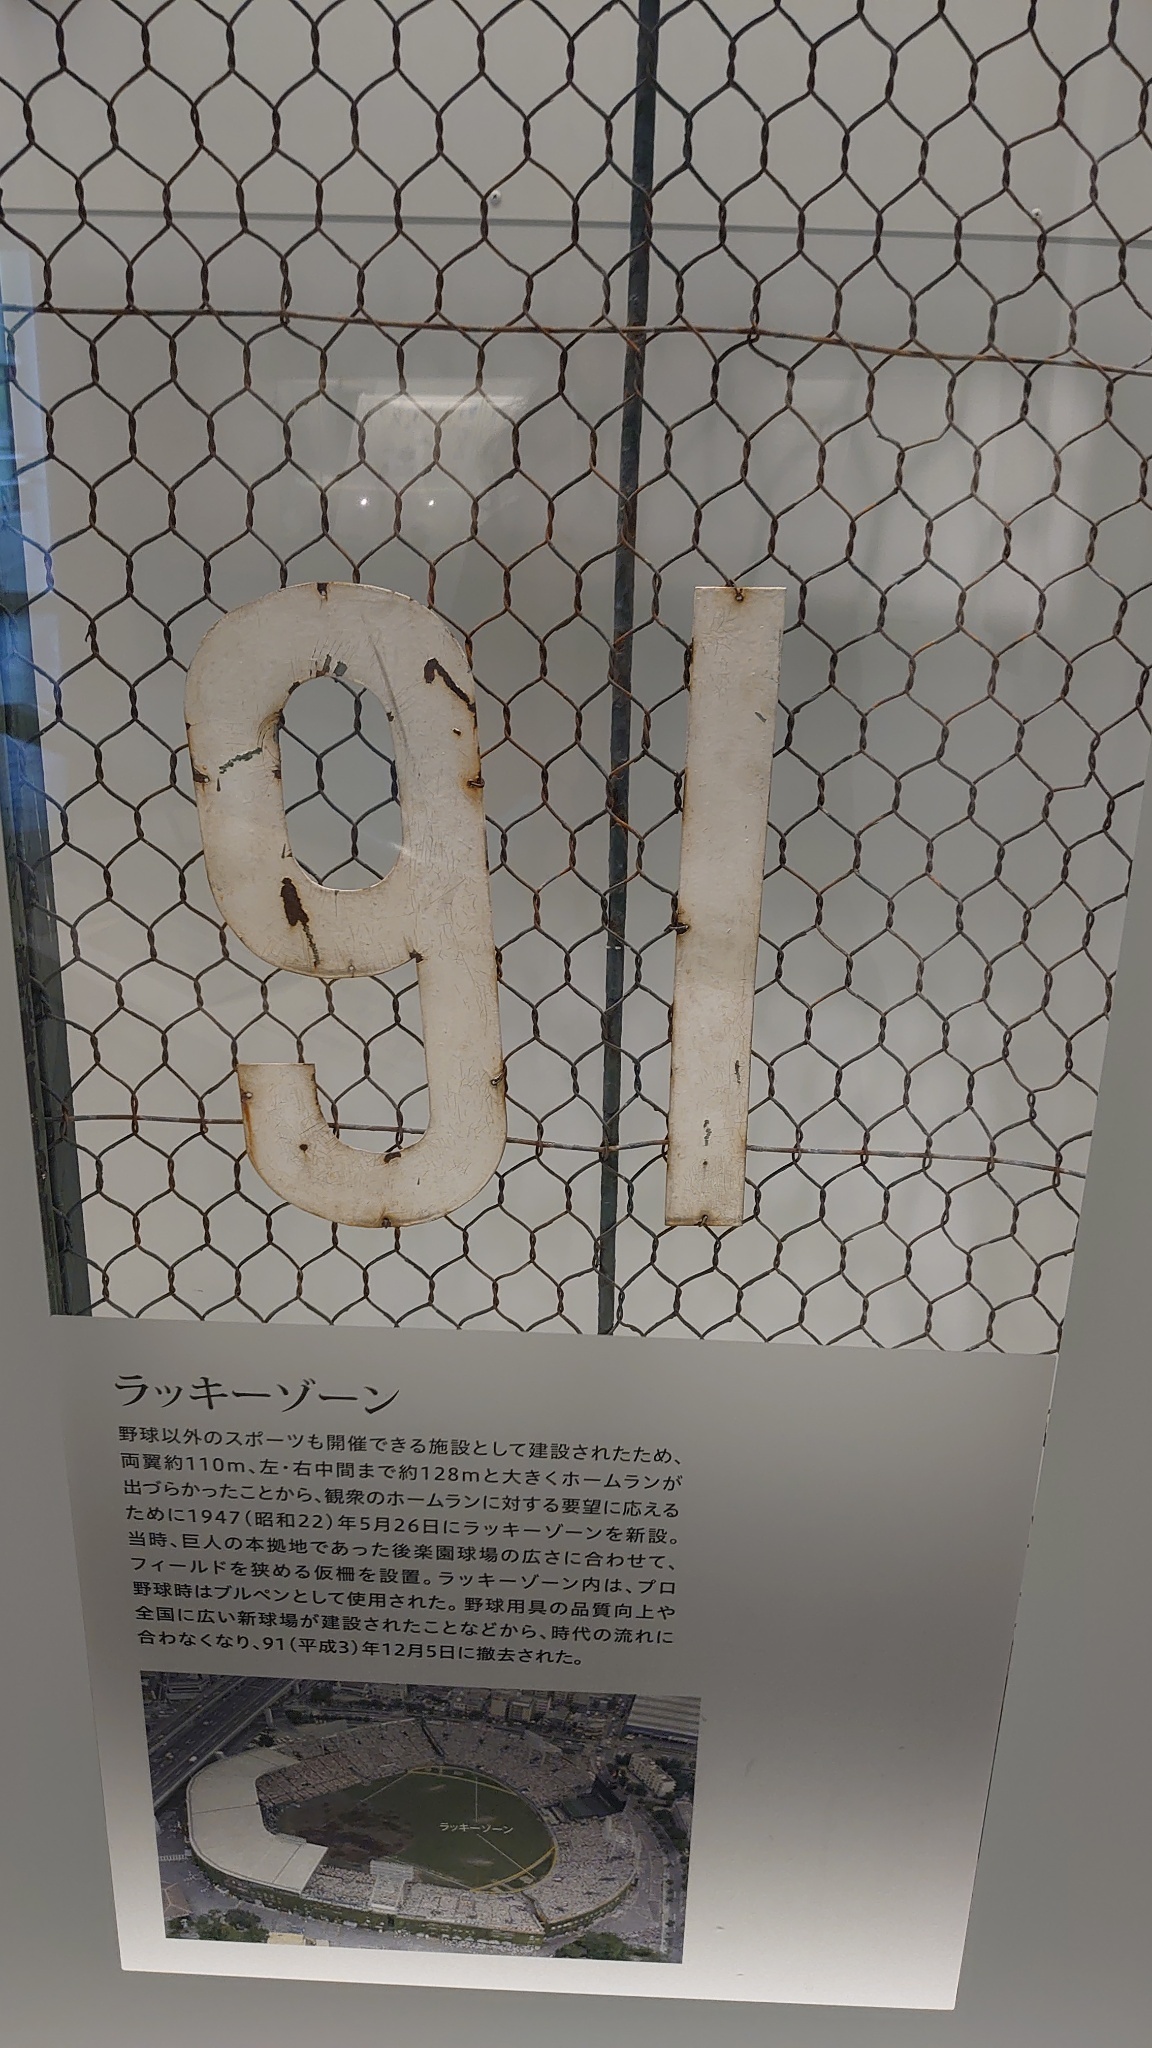 91
ラッキーゾーン
野球以外のスポーツも開催できる施設として建設されたため、
両翼約110m、左・右中間まで約128mと大きくホームランが
出づらかったことから、観衆のホームランに対する要望に応える
ために1947（昭和22）年5月26日にラッキーゾーンを新設。
当時、巨人の本拠地であった後楽園球場の広さに合わせて、
フィールドを狭める仮柵を設置。ラッキーゾーン内は、プロ
野球時はブルペンとして使用された。野球用具の品質向上や
全国に広い新球場が建設されたことなどから、時代の流れに
合わなくなり、91（平成3）年12月5日に撤去された。
ラッキーゾーン